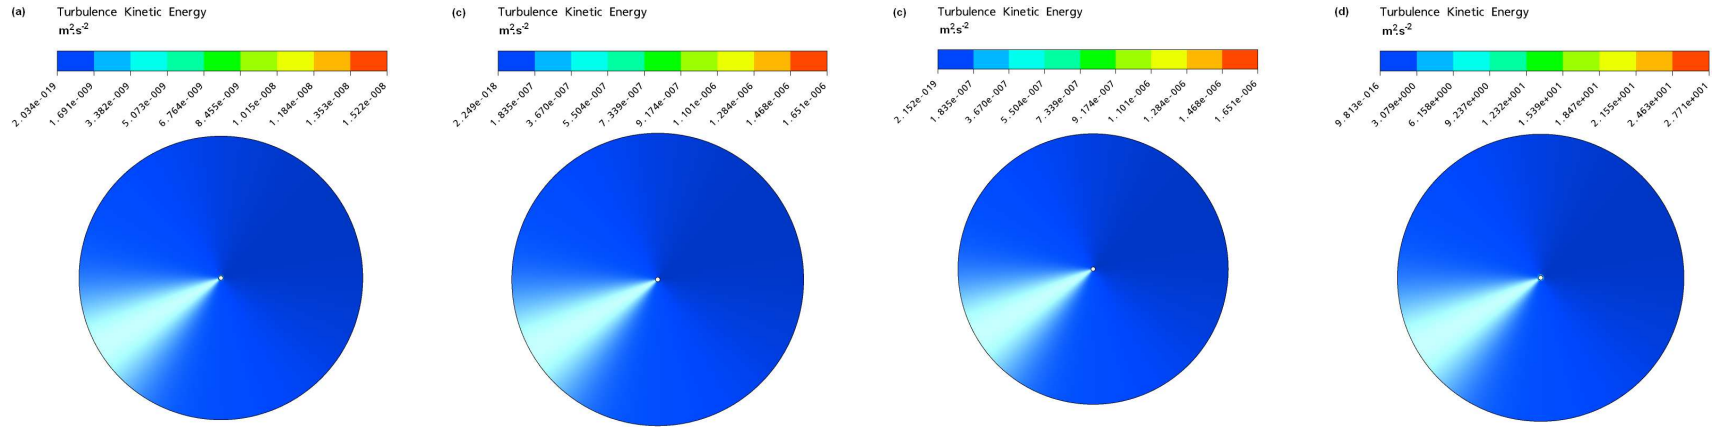 (a) Turbulence Kinetic Energy
m².s⁻²
2.034e-019 1.691e-009 3.382e-009 5.073e-009 6.764e-009 8.455e-009 1.015e-008 1.184e-008 1.353e-008 1.522e-008
(c) Turbulence Kinetic Energy
m².s⁻²
2.249e-018 1.835e-007 3.670e-007 5.504e-007 7.339e-007 9.174e-007 1.101e-006 1.284e-006 1.468e-006 1.651e-006
(c) Turbulence Kinetic Energy
m².s⁻²
2.152e-019 1.835e-007 3.670e-007 5.504e-007 7.339e-007 9.174e-007 1.101e-006 1.284e-006 1.468e-006 1.651e-006
(d) Turbulence Kinetic Energy
m².s⁻²
9.813e-016 3.079e+000 6.158e+000 9.237e+000 1.232e+001 1.539e+001 1.847e+001 2.155e+001 2.463e+001 2.771e+001